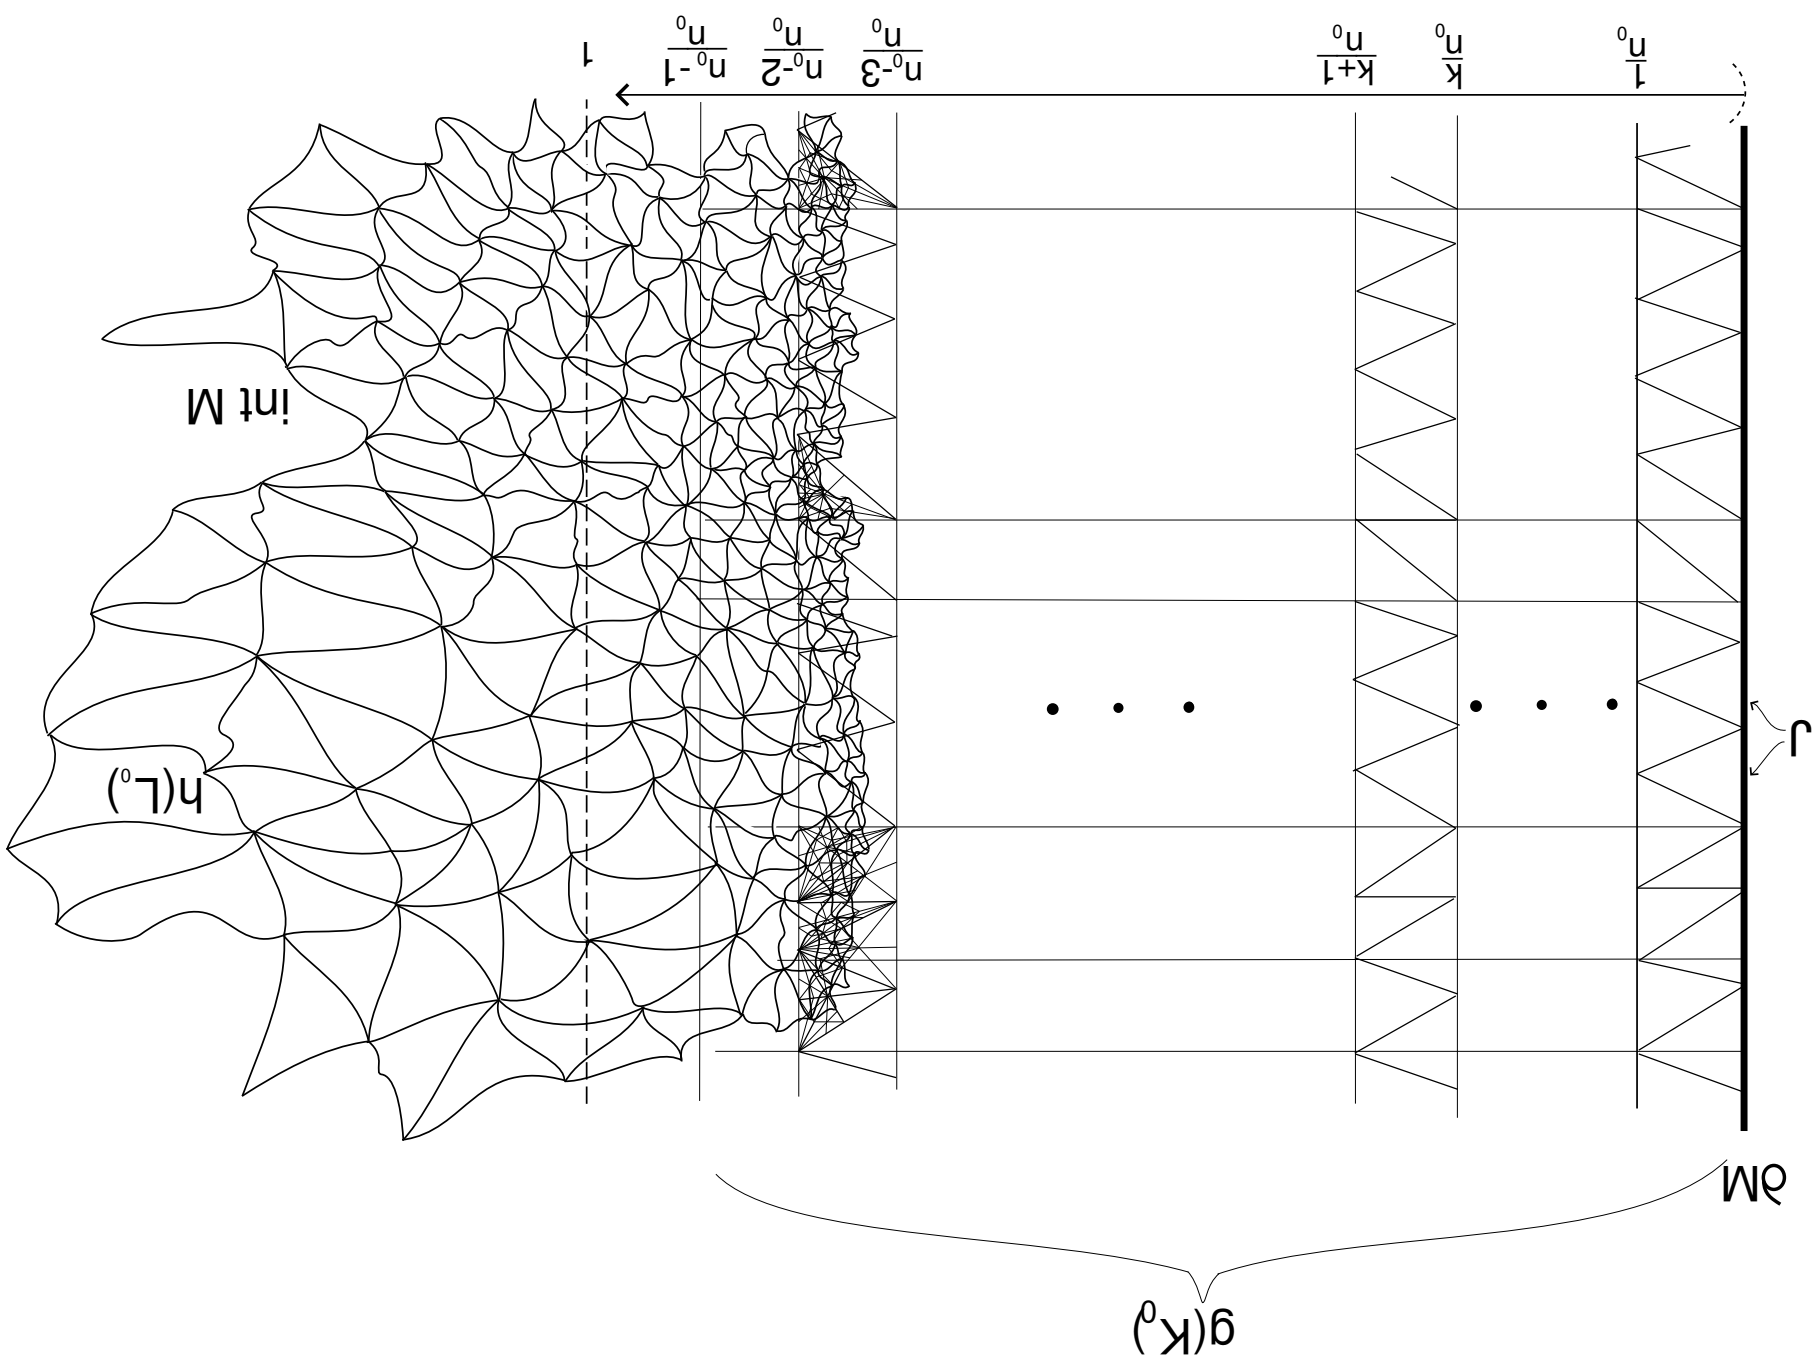 g(K₀)
∂M
h(L₀)
J
int M
1/n₀
k/n₀
k+1/n₀
n₀-3/n₀
n₀-2/n₀
n₀-1/n₀
1